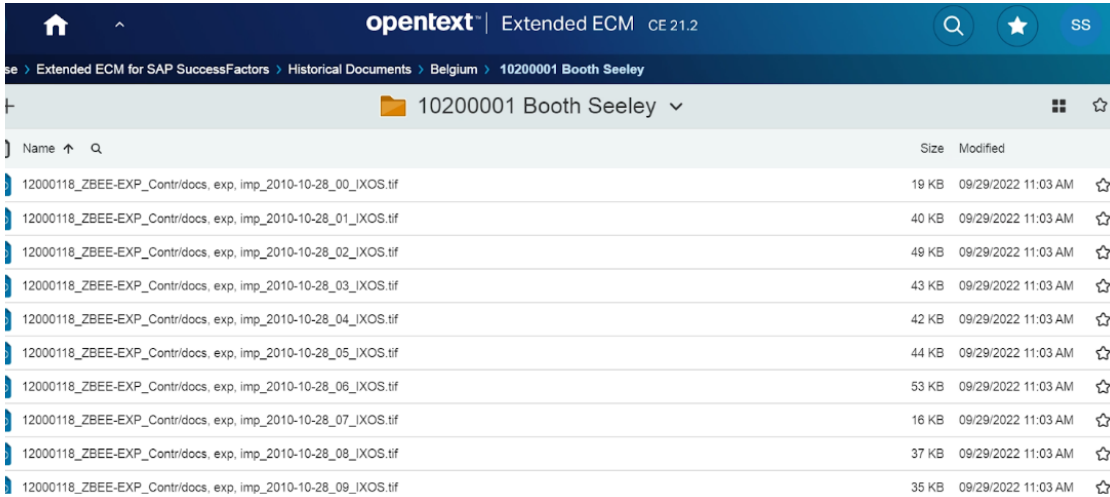 opentext™ | Extended ECM CE 21.2
SS
se > Extended ECM for SAP SuccessFactors > Historical Documents > Belgium > 10200001 Booth Seeley
10200001 Booth Seeley
Name Size Modified
12000118_ZBEE-EXP_Contr/docs, exp, imp_2010-10-28_00_IXOS.tif 19 KB 09/29/2022 11:03 AM
12000118_ZBEE-EXP_Contr/docs, exp, imp_2010-10-28_01_IXOS.tif 40 KB 09/29/2022 11:03 AM
12000118_ZBEE-EXP_Contr/docs, exp, imp_2010-10-28_02_IXOS.tif 49 KB 09/29/2022 11:03 AM
12000118_ZBEE-EXP_Contr/docs, exp, imp_2010-10-28_03_IXOS.tif 43 KB 09/29/2022 11:03 AM
12000118_ZBEE-EXP_Contr/docs, exp, imp_2010-10-28_04_IXOS.tif 42 KB 09/29/2022 11:03 AM
12000118_ZBEE-EXP_Contr/docs, exp, imp_2010-10-28_05_IXOS.tif 44 KB 09/29/2022 11:03 AM
12000118_ZBEE-EXP_Contr/docs, exp, imp_2010-10-28_06_IXOS.tif 53 KB 09/29/2022 11:03 AM
12000118_ZBEE-EXP_Contr/docs, exp, imp_2010-10-28_07_IXOS.tif 16 KB 09/29/2022 11:03 AM
12000118_ZBEE-EXP_Contr/docs, exp, imp_2010-10-28_08_IXOS.tif 37 KB 09/29/2022 11:03 AM
12000118_ZBEE-EXP_Contr/docs, exp, imp_2010-10-28_09_IXOS.tif 35 KB 09/29/2022 11:03 AM